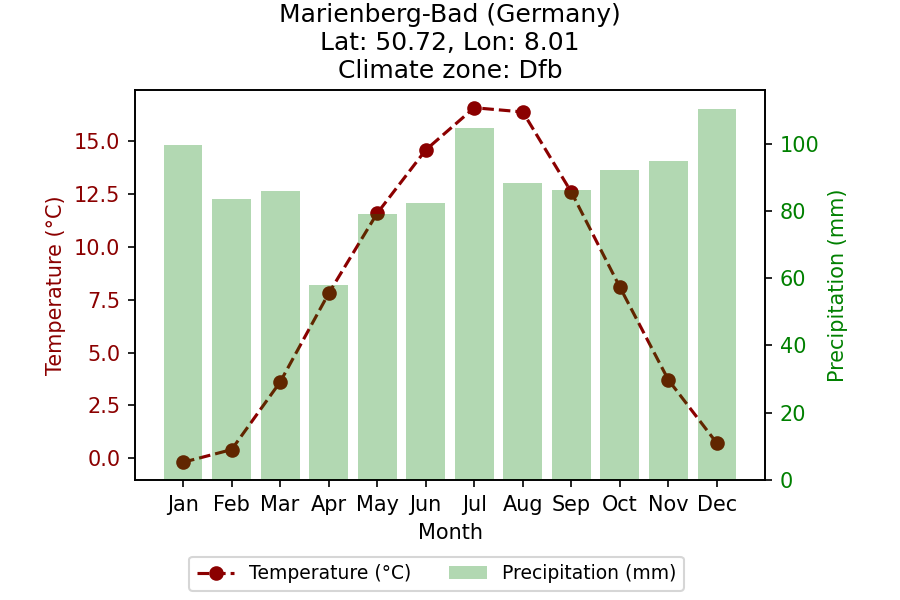 Marienberg-Bad (Germany)
Lat: 50.72, Lon: 8.01
Climate zone: Dfb
Temperature (°C)
15.0
12.5
10.0
7.5
5.0
2.5
0.0
100
80
60
40
20
0
Precipitation (mm)
Jan Feb Mar Apr May Jun Jul Aug Sep Oct Nov Dec
Month
Temperature (°C) Precipitation (mm)